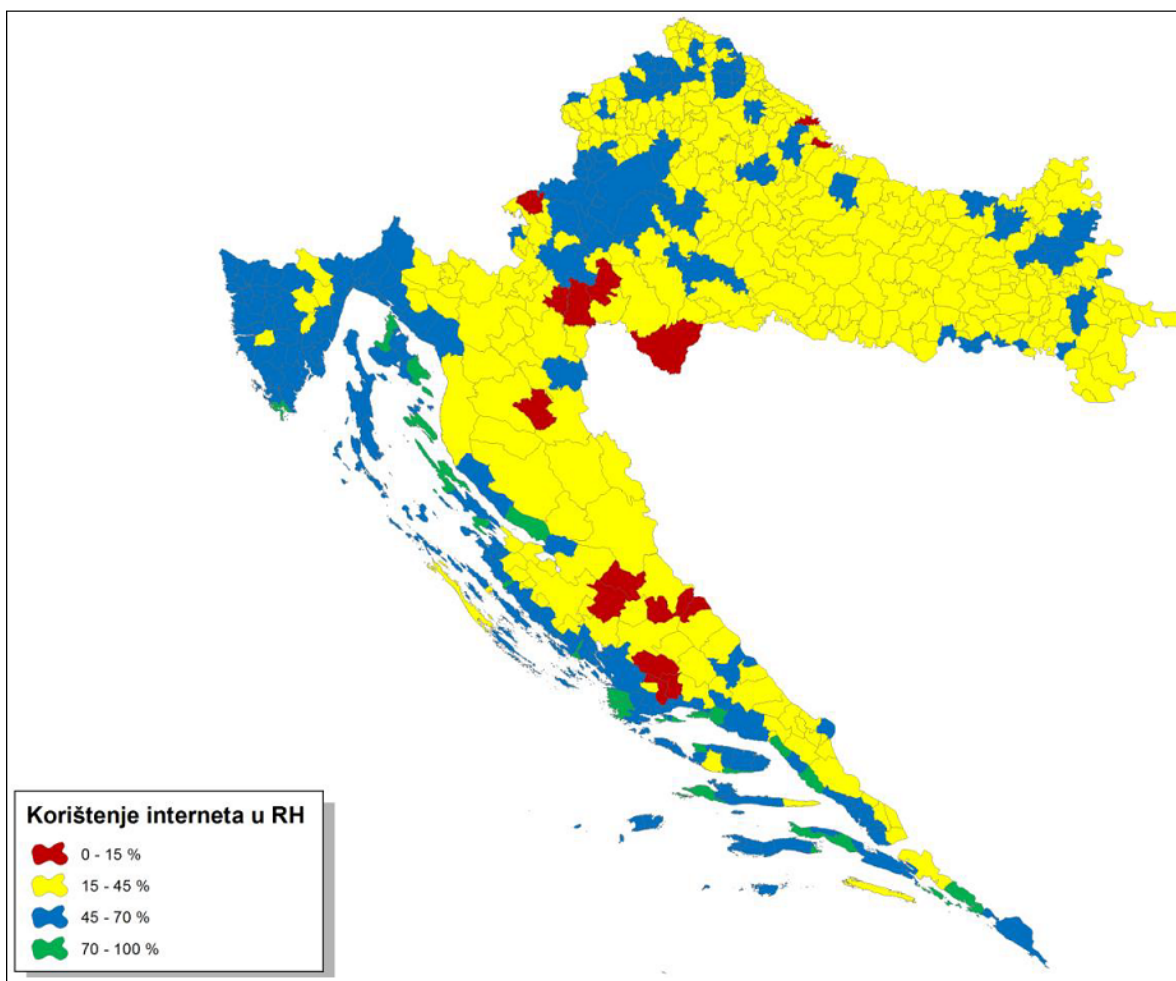 Korištenje interneta u RH
0 - 15 %
15 - 45 %
45 - 70 %
70 - 100 %